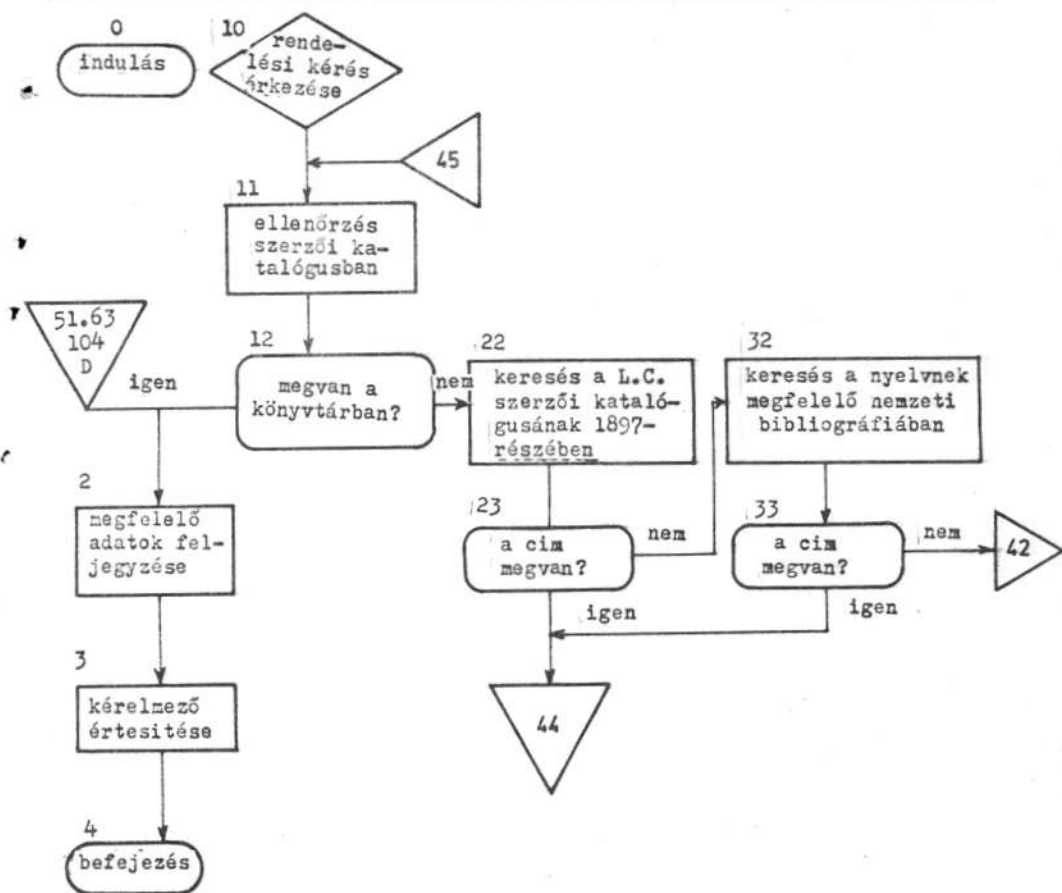 0
indulás
10
rende-
lési kérés
érkezése
45
11
ellenőrzés
szerzői ka-
talógusban
51.63
104
D
igen
12
megvan a
könyvtárban?
nem
22
keresés a L.C.
szerzői kataló-
gusának 1897-
részében
32
keresés a nyelvnek
megfelelő nemzeti
bibliográfiában
2
megfelelő
adatok fel-
jegyzése
23
a cim
megvan?
nem
33
a cim
megvan?
nem
42
igen
igen
3
kérelmező
értesitése
44
4
befejezés